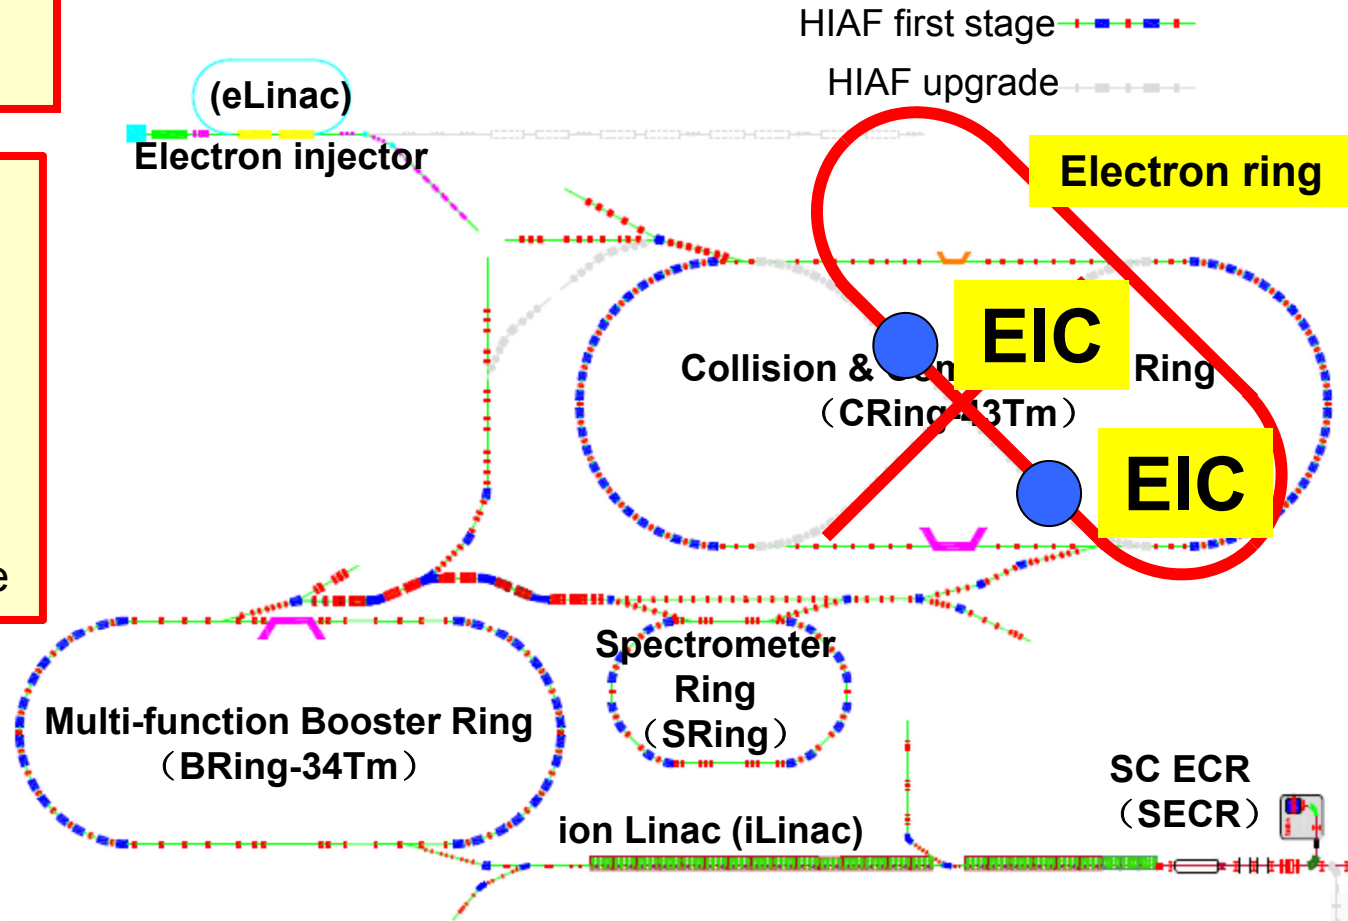 HIAF first stage
HIAF upgrade
(eLinac)
Electron injector
Electron ring
EIC
Collision & Ring
（CRing-43Tm）
EIC
e
Spectrometer
Ring
（SRing）
Multi-function Booster Ring
（BRing-34Tm）
SC ECR
（SECR）
ion Linac (iLinac)